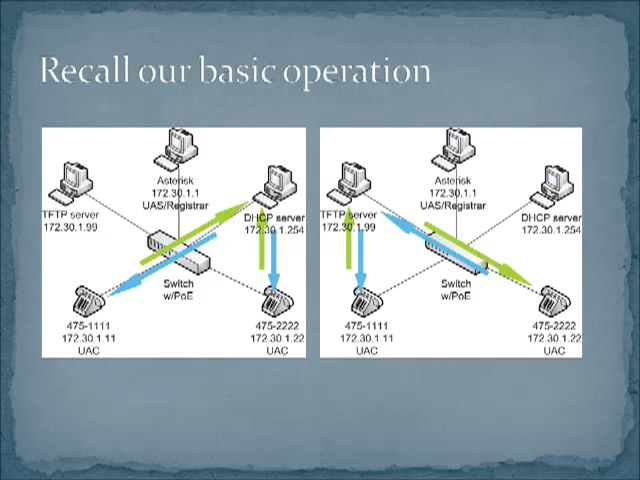 Recall our basic operation
Asterisk
172.30.1.1
UAS/Registrar
TFTP server
172.30.1.99
DHCP server
172.30.1.254
Switch
w/PoE
475-1111
172.30.1.11
UAC
475-2222
172.30.1.22
UAC
Asterisk
172.30.1.1
UAS/Registrar
TFTP server
172.30.1.99
DHCP server
172.30.1.254
Switch
w/PoE
475-1111
172.30.1.11
UAC
475-2222
172.30.1.22
UAC